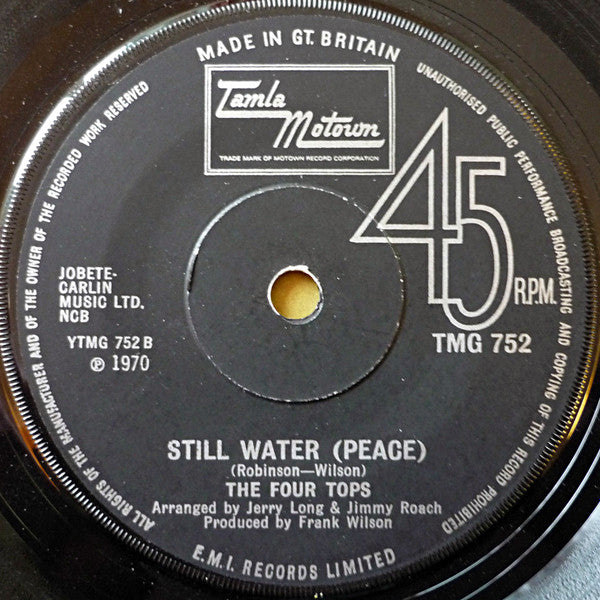 MADE IN GT. BRITAIN
Tamla
Motown
TRADE MARK OF MOTOWN RECORD CORPORATION
UNAUTHORISED PUBLIC PERFORMANCE BROADCASTING AND COPYING OF THIS RECORD PROHIBITED
ALL RIGHTS OF THE MANUFACTURER AND OF THE OWNER OF THE RECORDED WORK RESERVED
45
R.P.M.
TMG 752
JOBETE-
CARLIN
MUSIC LTD.
NCB
YTMG 752 B
℗ 1970
STILL WATER (PEACE)
(Robinson—Wilson)
THE FOUR TOPS
Arranged by Jerry Long & Jimmy Roach
Produced by Frank Wilson
E.M.I. RECORDS LIMITED